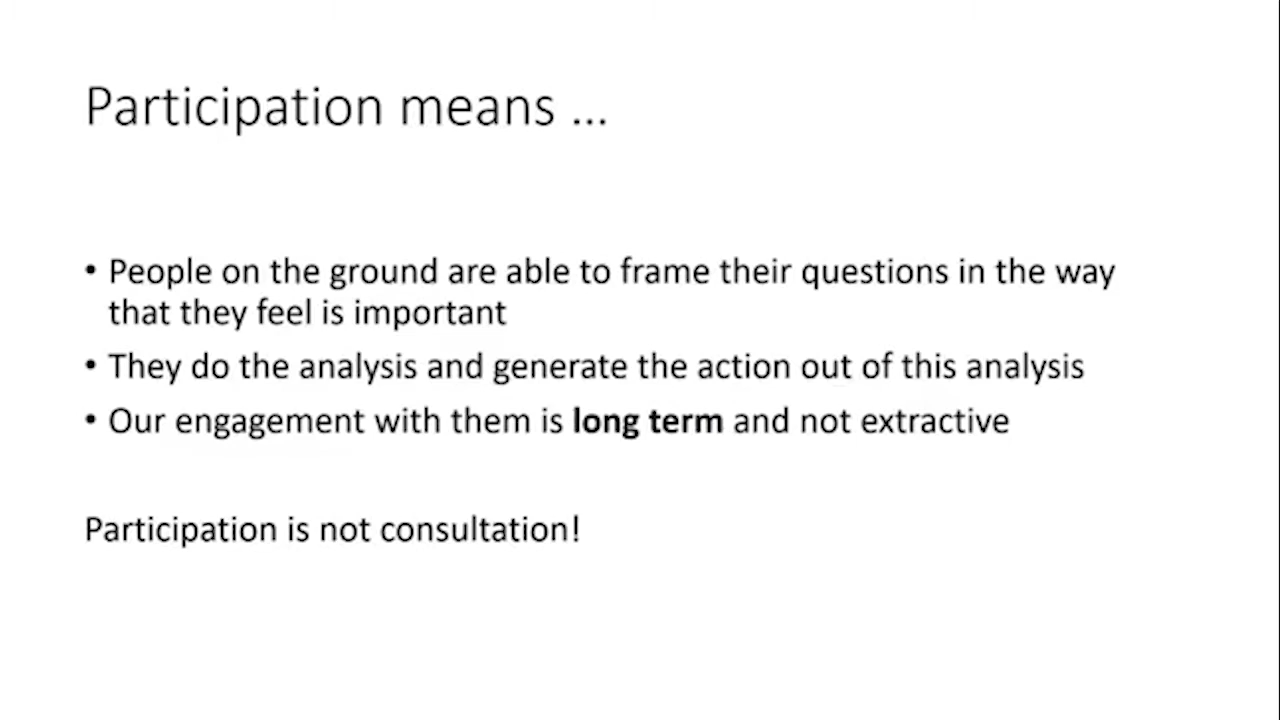 Participation means ...
• People on the ground are able to frame their questions in the way
that they feel is important
• They do the analysis and generate the action out of this analysis
• Our engagement with them is long term and not extractive
Participation is not consultation!